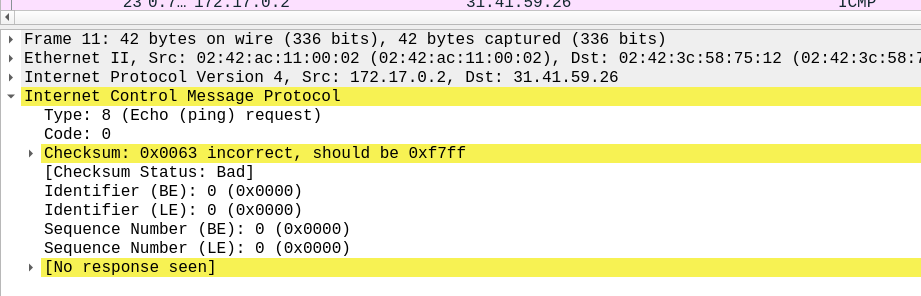 23 0.7… 172.17.0.2 31.41.59.26 ICMP
Frame 11: 42 bytes on wire (336 bits), 42 bytes captured (336 bits)
Ethernet II, Src: 02:42:ac:11:00:02 (02:42:ac:11:00:02), Dst: 02:42:3c:58:75:12 (02:42:3c:58:7
Internet Protocol Version 4, Src: 172.17.0.2, Dst: 31.41.59.26
Internet Control Message Protocol
Type: 8 (Echo (ping) request)
Code: 0
Checksum: 0x0063 incorrect, should be 0xf7ff
[Checksum Status: Bad]
Identifier (BE): 0 (0x0000)
Identifier (LE): 0 (0x0000)
Sequence Number (BE): 0 (0x0000)
Sequence Number (LE): 0 (0x0000)
[No response seen]